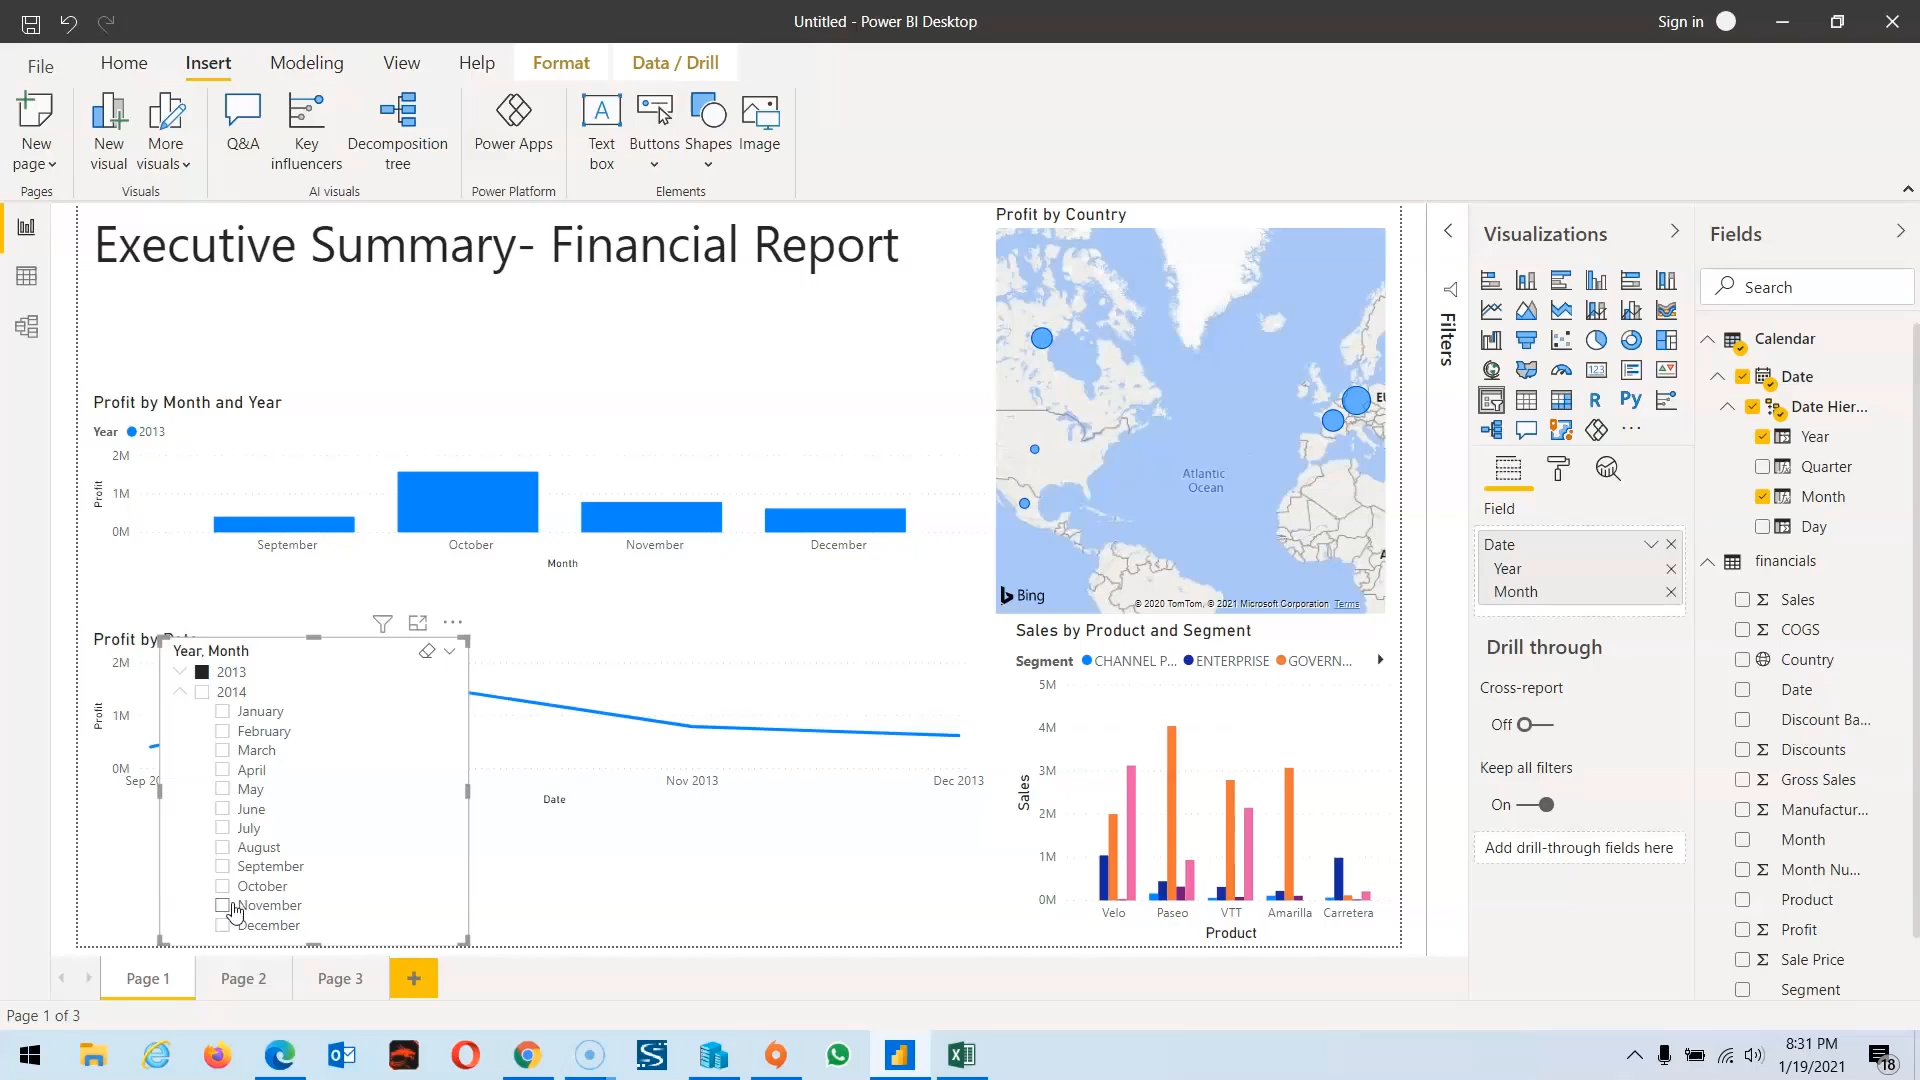 Untitled - Power BI Desktop
Sign in
File
Home
Insert
Modeling
View
Help
Format
Data / Drill
New page
New visual
More visuals
Q&A
Key influencers
Decomposition tree
Power Apps
Text box
Buttons
Shapes
Image
Pages
Visuals
AI visuals
Power Platform
Elements
Executive Summary- Financial Report
Profit by Month and Year
Year 2013
2M
1M
0M
Profit
September
October
November
December
Month
Profit by
2M
1M
0M
Profit
Sep 20
Nov 2013
Dec 2013
Date
Year, Month
2013
2014
January
February
March
April
May
June
July
August
September
October
November
December
Profit by Country
Atlantic
Ocean
Bing
© 2020 TomTom, © 2021 Microsoft Corporation Terms
Sales by Product and Segment
Segment CHANNEL P... ENTERPRISE GOVERN...
5M
4M
3M
2M
1M
0M
Sales
Velo
Paseo
VTT
Amarilla
Carretera
Product
Filters
Visualizations
123
R
Py
Field
Date
Year
Month
Drill through
Cross-report
Off
Keep all filters
On
Add drill-through fields here
Fields
Search
Calendar
Date
Date Hier...
Year
Quarter
Month
Day
financials
Sales
COGS
Country
Date
Discount Ba...
Discounts
Gross Sales
Manufactur...
Month
Month Nu...
Product
Profit
Sale Price
Segment
Page 1
Page 2
Page 3
Page 1 of 3
8:31 PM
1/19/2021
18